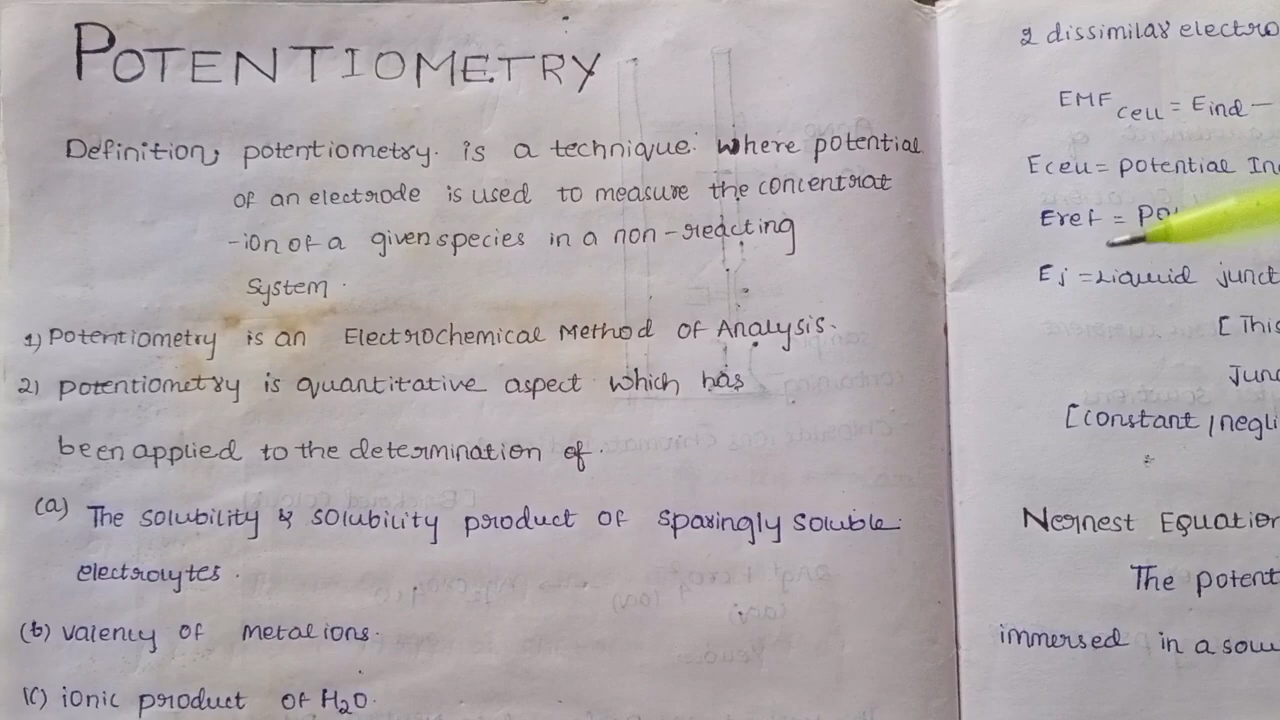 POTENTIOMETRY
Definition, potentiometry. is a technique where potential
of an electrode is used to measure the concentrat
-ion of a given species in a non-reacting
System.
1) Potentiometry is an Electrochemical Method of Analysis.
2) potentiometry is quantitative aspect which has
been applied to the determination of.
(a) The solubility & solubility product of sparingly soluble.
electrolytes.
(b) valency of metal ions.
(c) ionic product of H2O.
2 dissimilar electro
EMF cell = Eind -
Ecell = potential In
Eref = Po
Ej = Liquid junct
[ This
Junc
[constant / negli
Nernest Equation
The potent
immersed in a sou